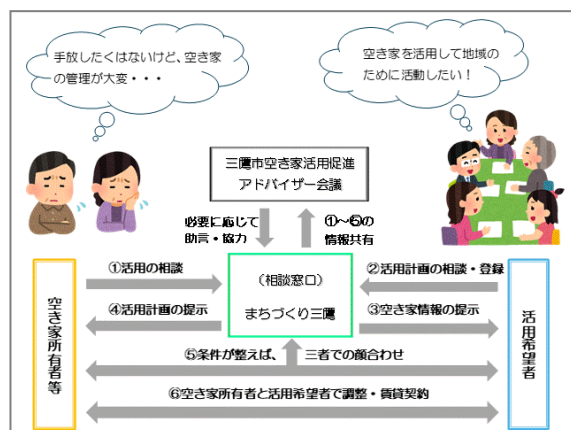 手放したくはないけど、空き家
の管理が大変・・・
空き家を活用して地域の
ために活動したい！
三鷹市空き家活用促進
アドバイザー会議
必要に応じて
助言・協力
①～⑥の
情報共有
①活用の相談
②活用計画の相談・登録
（相談窓口）
まちづくり三鷹
④活用計画の提示
③空き家情報の提示
空き家所有者等
活用希望者
⑤条件が整えば、三者での顔合わせ
⑥空き家所有者と活用希望者で調整・賃貸契約